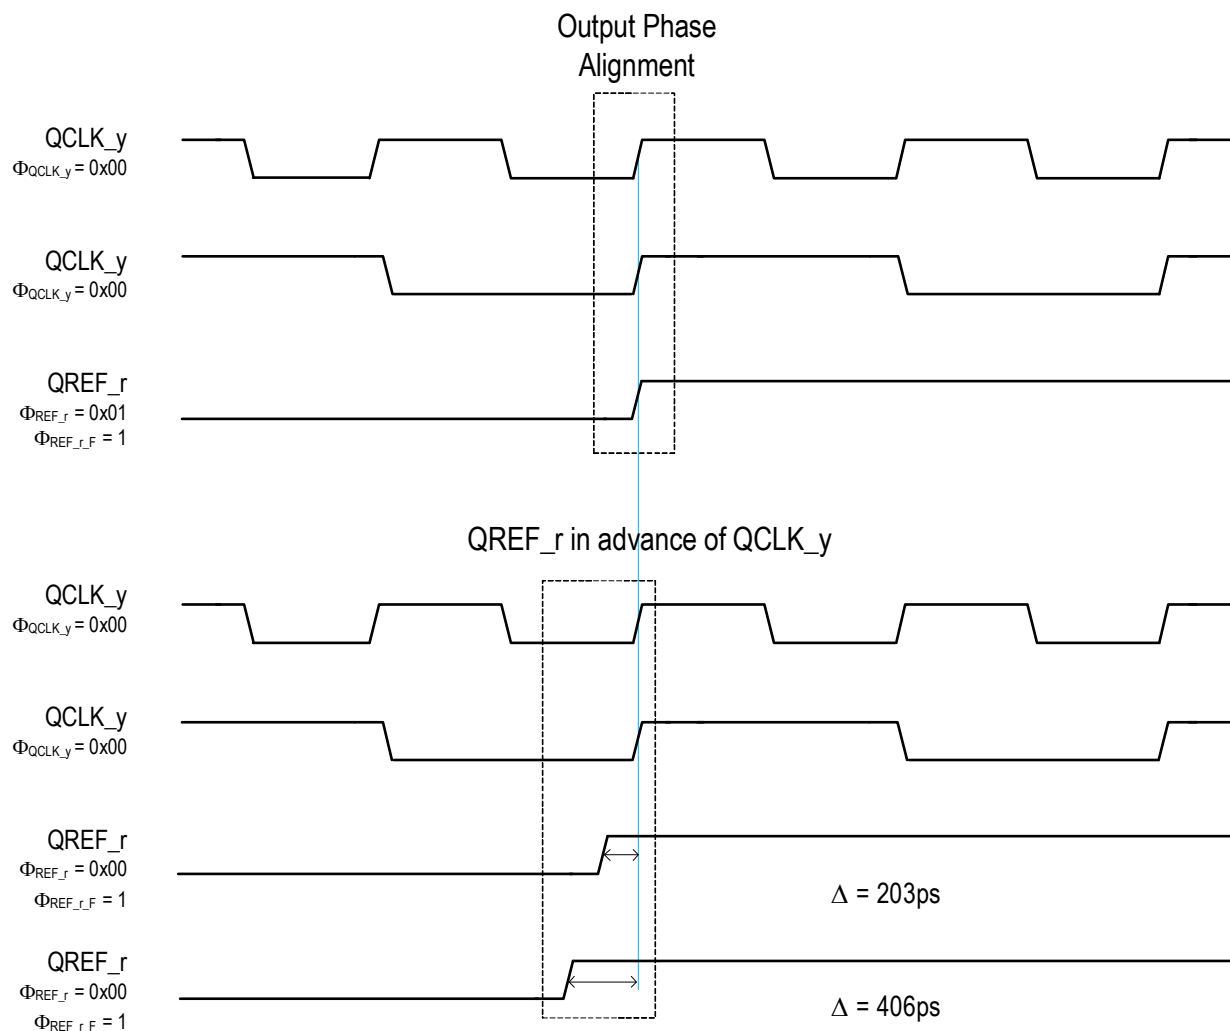 Output Phase
Alignment
QCLK_y
ΦQCLK_y = 0x00
QCLK_y
ΦQCLK_y = 0x00
QREF_r
ΦREF_r = 0x01
ΦREF_r_F = 1
QREF_r in advance of QCLK_y
QCLK_y
ΦQCLK_y = 0x00
QCLK_y
ΦQCLK_y = 0x00
QREF_r
ΦREF_r = 0x00
ΦREF_r_F = 1
Δ = 203ps
QREF_r
ΦREF_r = 0x00
ΦREF_r_F = 1
Δ = 406ps